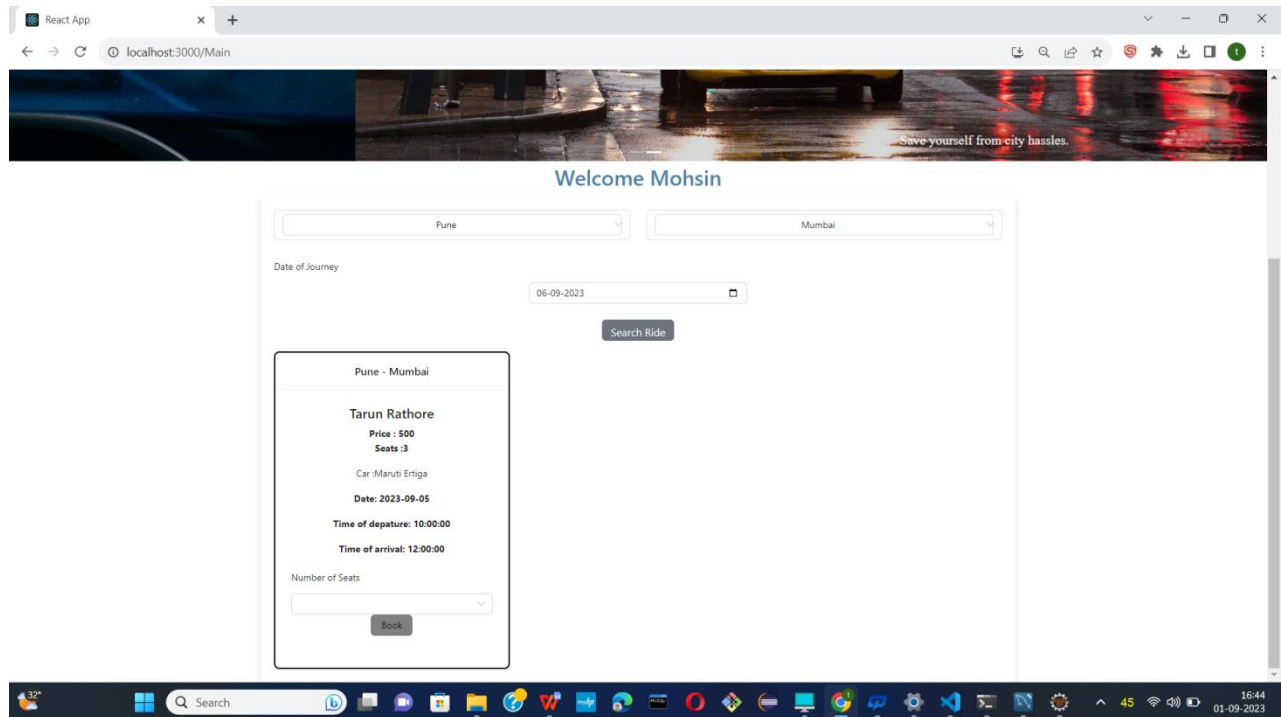 React App
localhost:3000/Main
Save yourself from city hassles.
Welcome Mohsin
Pune
Mumbai
Date of Journey
06-09-2023
Search Ride
Pune - Mumbai
Tarun Rathore
Price : 500
Seats :3
Car :Maruti Ertiga
Date: 2023-09-05
Time of depature: 10:00:00
Time of arrival: 12:00:00
Number of Seats
Book
32°
Search
45
16:44
01-09-2023